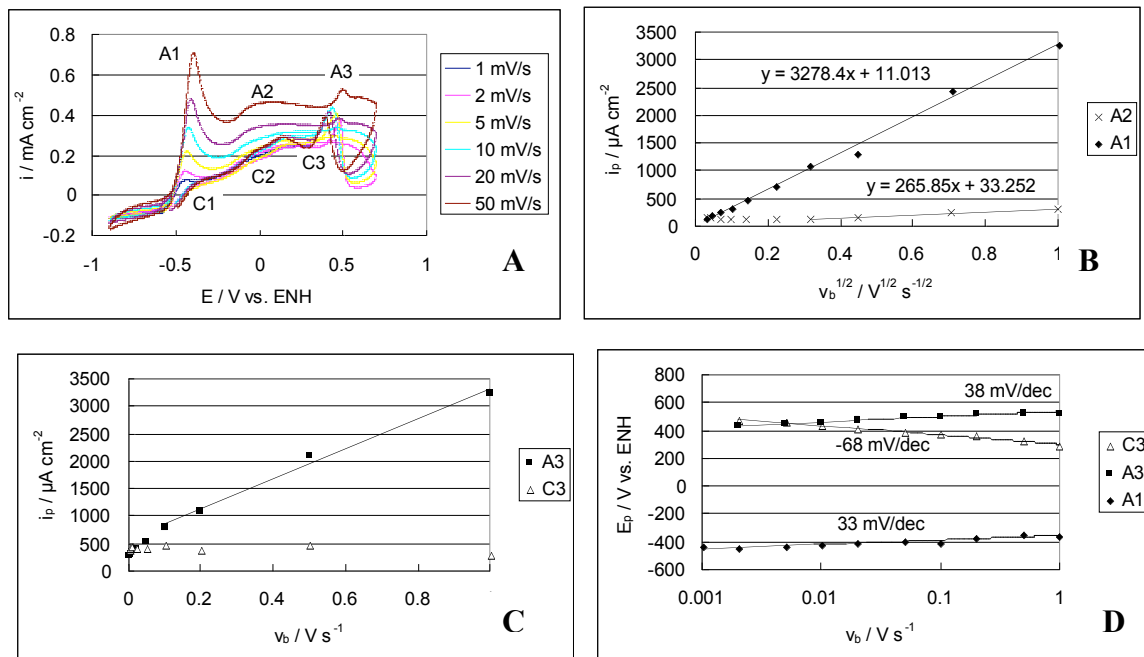 0.8
0.6
0.4
0.2
0
-0.2
i / mA cm⁻²
-1 -0.5 0 0.5 1
E / V vs. ENH
A1
A2
A3
C1
C2
C3
1 mV/s
2 mV/s
5 mV/s
10 mV/s
20 mV/s
50 mV/s
A
3500
3000
2500
2000
1500
1000
500
0
iₚ / µA cm⁻²
y = 3278.4x + 11.013
y = 265.85x + 33.252
0 0.2 0.4 0.6 0.8 1
v_b^1/2 / V^1/2 s^-1/2
A2
A1
B
3500
3000
2500
2000
1500
1000
500
0
iₚ / µA cm⁻²
0 0.2 0.4 0.6 0.8 1
v_b / V s⁻¹
A3
C3
C
800
600
400
200
0
-200
-400
-600
Eₚ / V vs. ENH
38 mV/dec
-68 mV/dec
33 mV/dec
0.001 0.01 0.1 1
v_b / V s⁻¹
C3
A3
A1
D